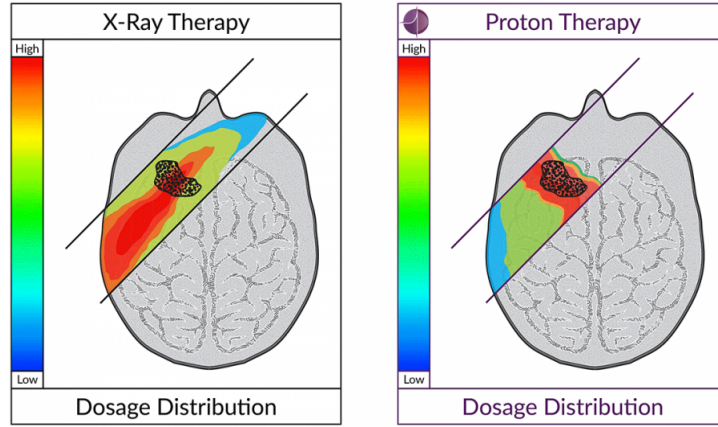 X-Ray Therapy
High
Low
Dosage Distribution
Proton Therapy
High
Low
Dosage Distribution